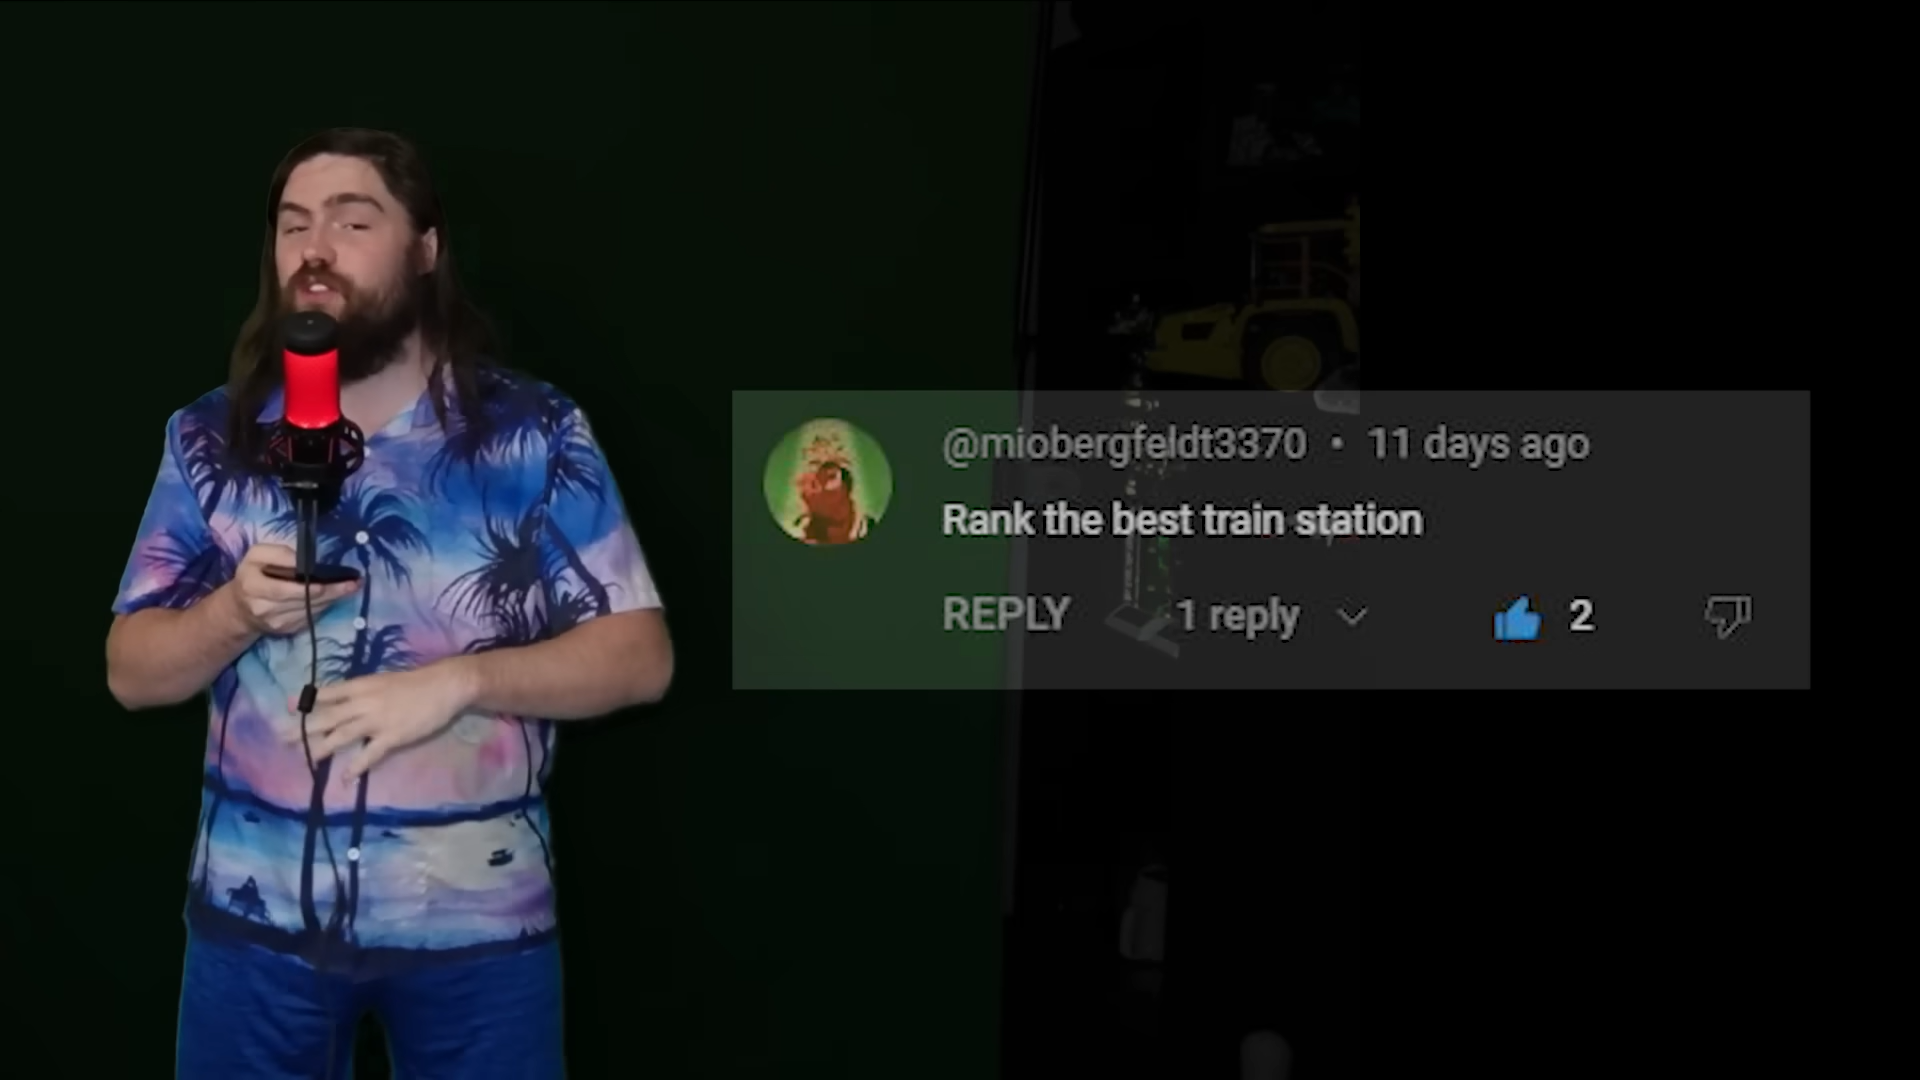 @miobergfeldt3370 • 11 days ago
Rank the best train station
REPLY 1 reply 2